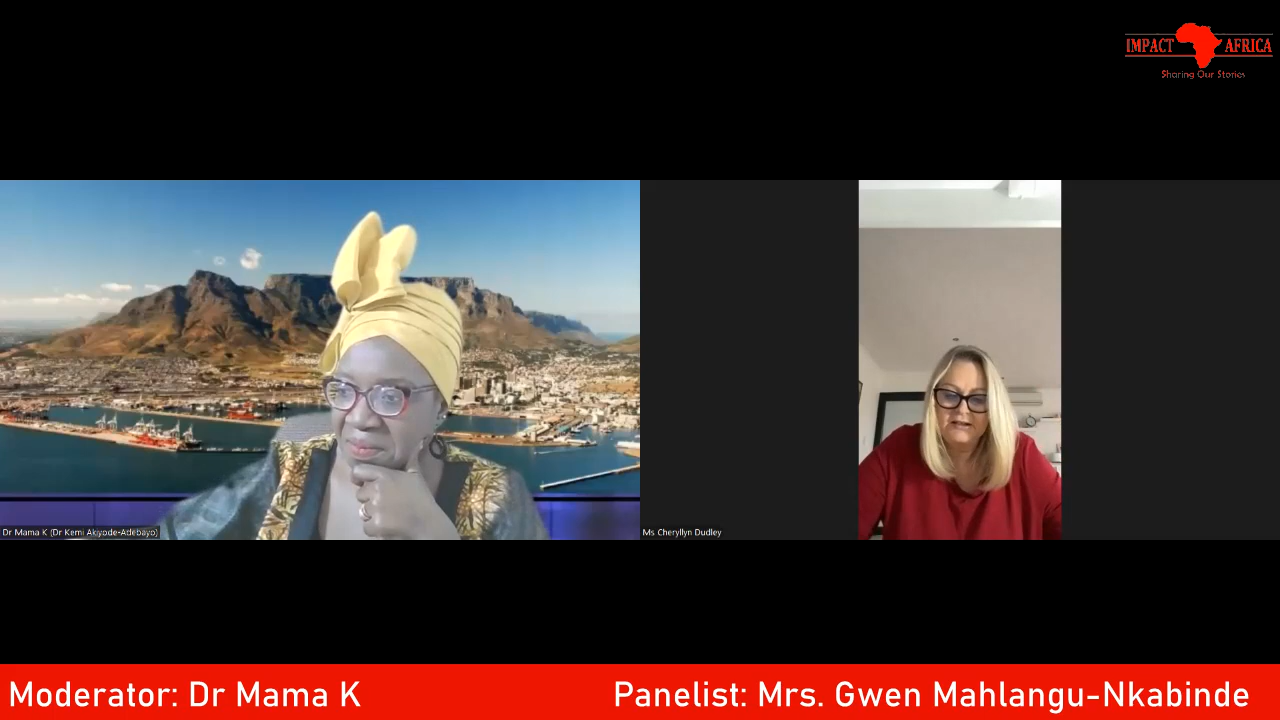 IMPACT AFRICA
Sharing Our Stories
Dr Mama K (Dr Kemi Akiyode-Adebayo)
Ms Cheryllyn Dudley
Moderator: Dr Mama K
Panelist: Mrs. Gwen Mahlangu-Nkabinde